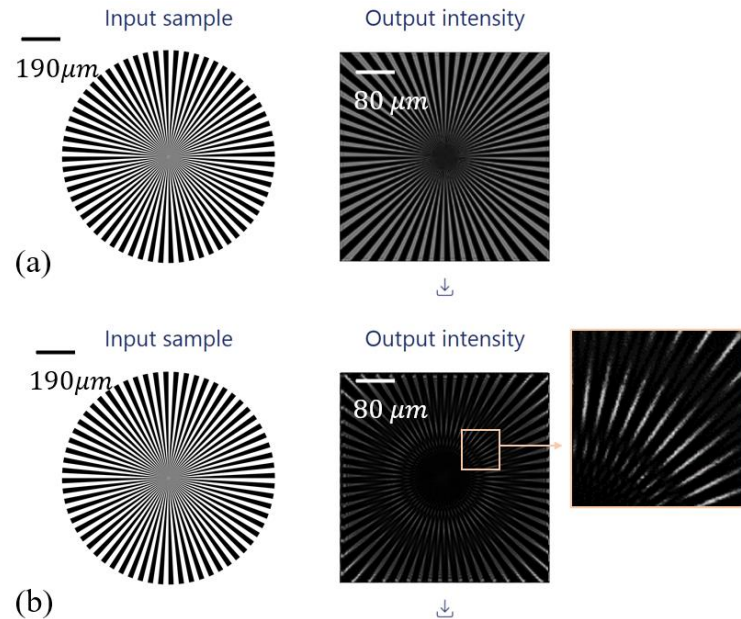 Input sample
Output intensity
190μm
80 μm
(a)
Input sample
Output intensity
190μm
80 μm
(b)